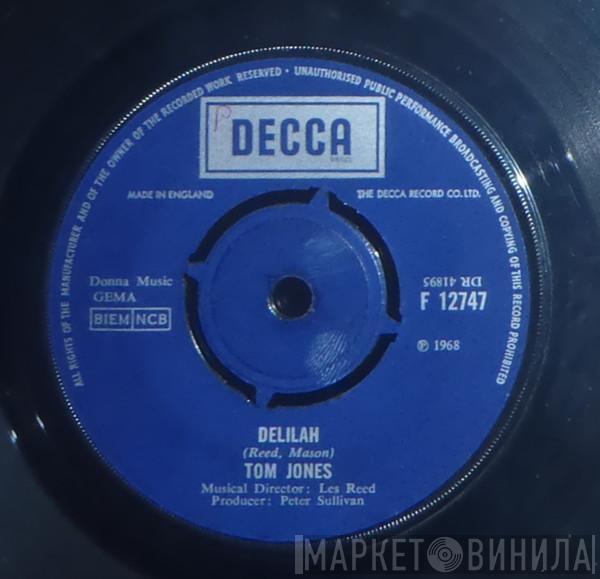 ALL RIGHTS OF THE MANUFACTURER AND OF THE OWNER OF THE RECORDED WORK RESERVED · UNAUTHORISED PUBLIC PERFORMANCE BROADCASTING AND COPYING OF THIS RECORD PROHIBITED
P
DECCA
MADE IN ENGLAND
THE DECCA RECORD CO. LTD.
Donna Music
GEMA
BIEM NCB
DR 41895
F 12747
℗ 1968
DELILAH
(Reed, Mason)
TOM JONES
Musical Director: Les Reed
Producer: Peter Sullivan
МАРКЕТ ВИНИЛА